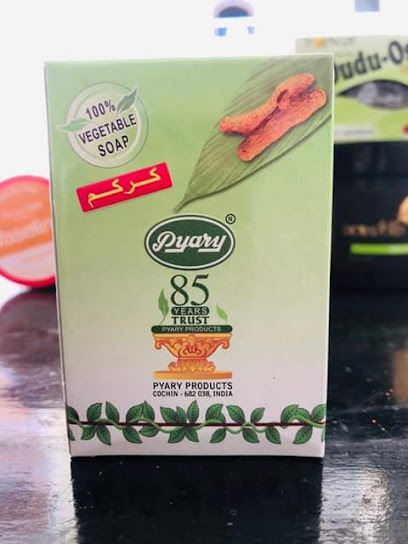 100%
VEGETABLE
SOAP
كركم
Pyary®
85
YEARS
TRUST
PYARY PRODUCTS
PYARY PRODUCTS
COCHIN - 682 038, INDIA